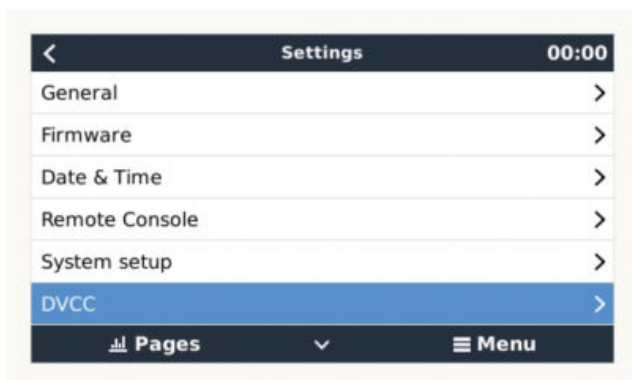 Settings 00:00
General
Firmware
Date & Time
Remote Console
System setup
DVCC
Pages Menu